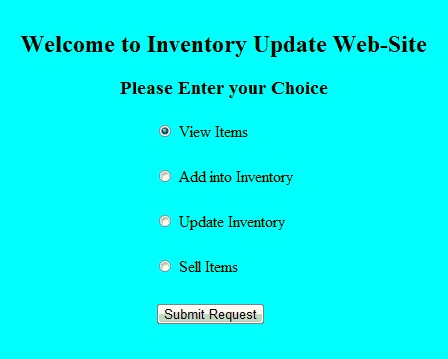 Welcome to Inventory Update Web-Site
Please Enter your Choice
View Items
Add into Inventory
Update Inventory
Sell Items
Submit Request